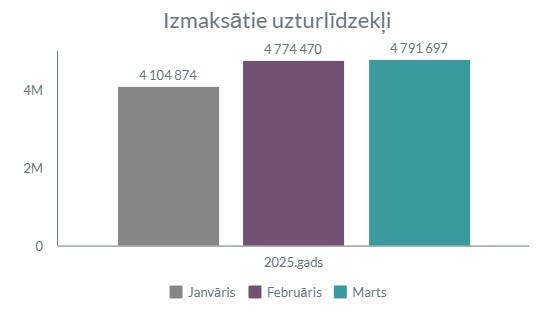 Izmaksātie uzturlīdzekļi
4 104 874
4 774 470
4 791 697
4M
2M
0
2025.gads
Janvāris Februāris Marts